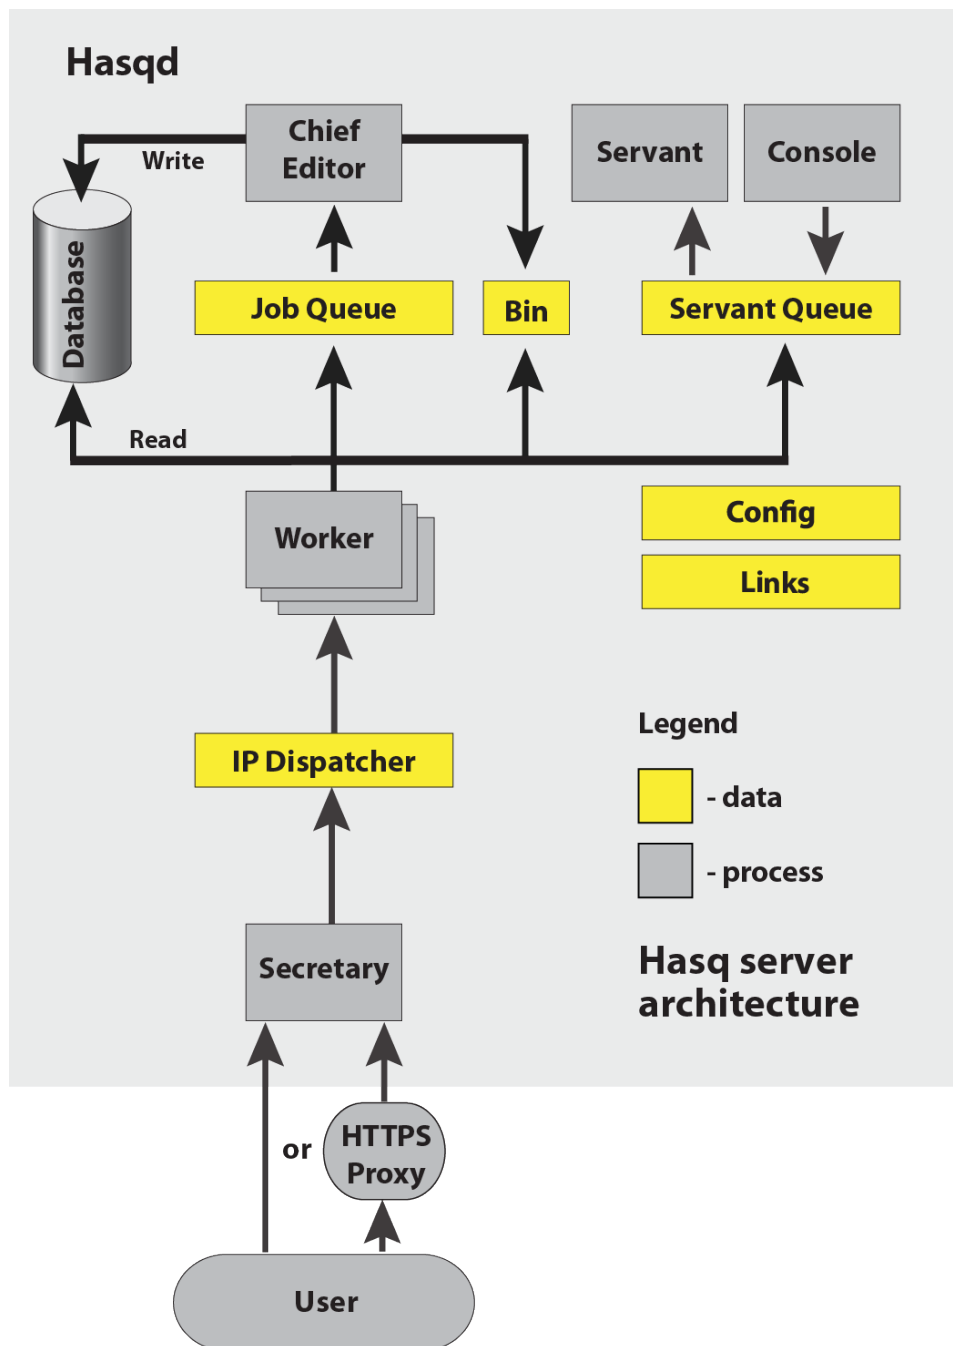 Hasqd
Chief
Editor
Servant
Console
Write
Database
Job Queue
Bin
Servant Queue
Read
Worker
Config
Links
IP Dispatcher
Legend
- data
- process
Secretary
Hasq server
architecture
or
HTTPS
Proxy
User